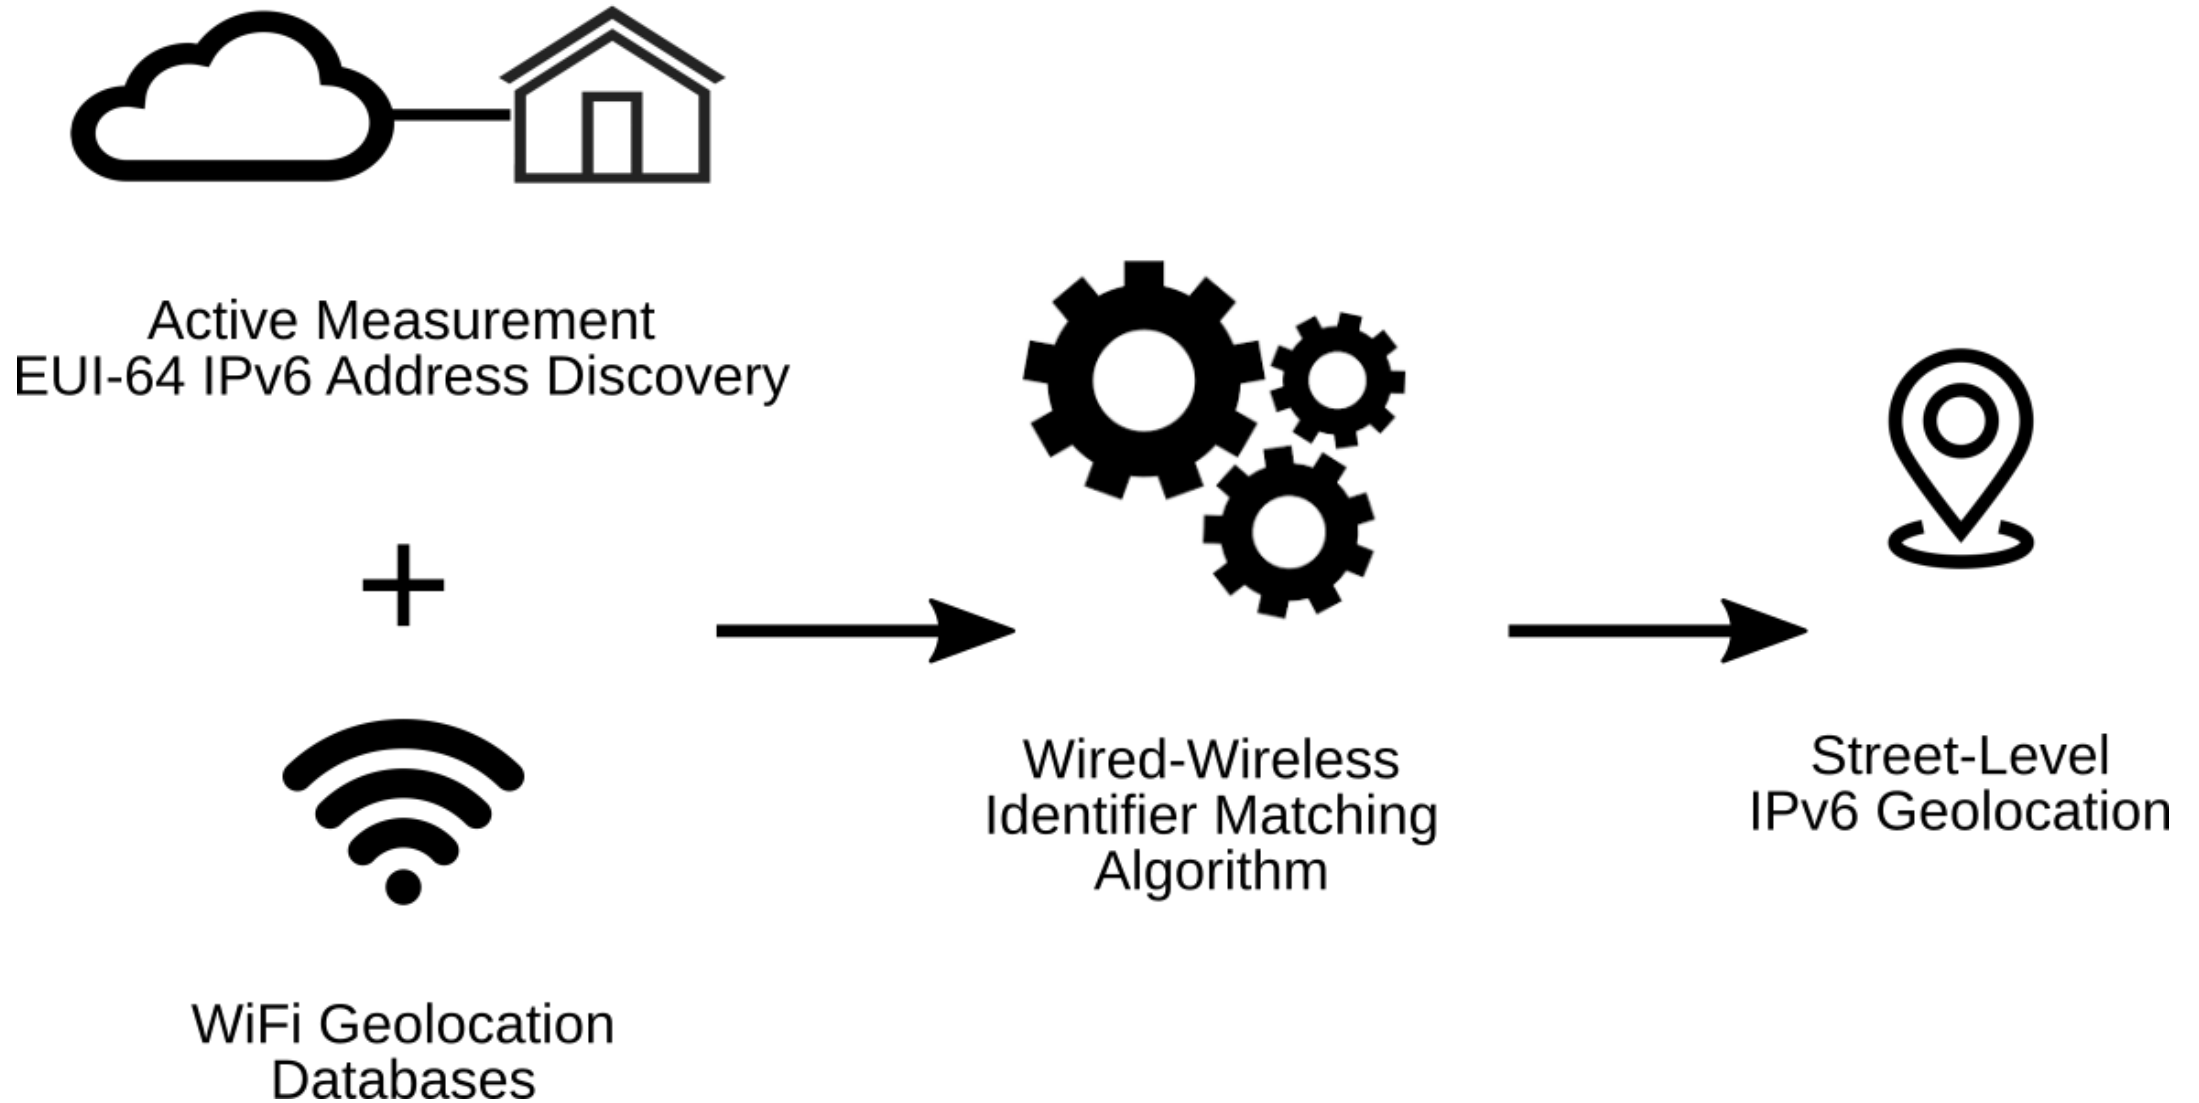 Active Measurement
EUI-64 IPv6 Address Discovery
+
WiFi Geolocation
Databases
Wired-Wireless
Identifier Matching
Algorithm
Street-Level
IPv6 Geolocation